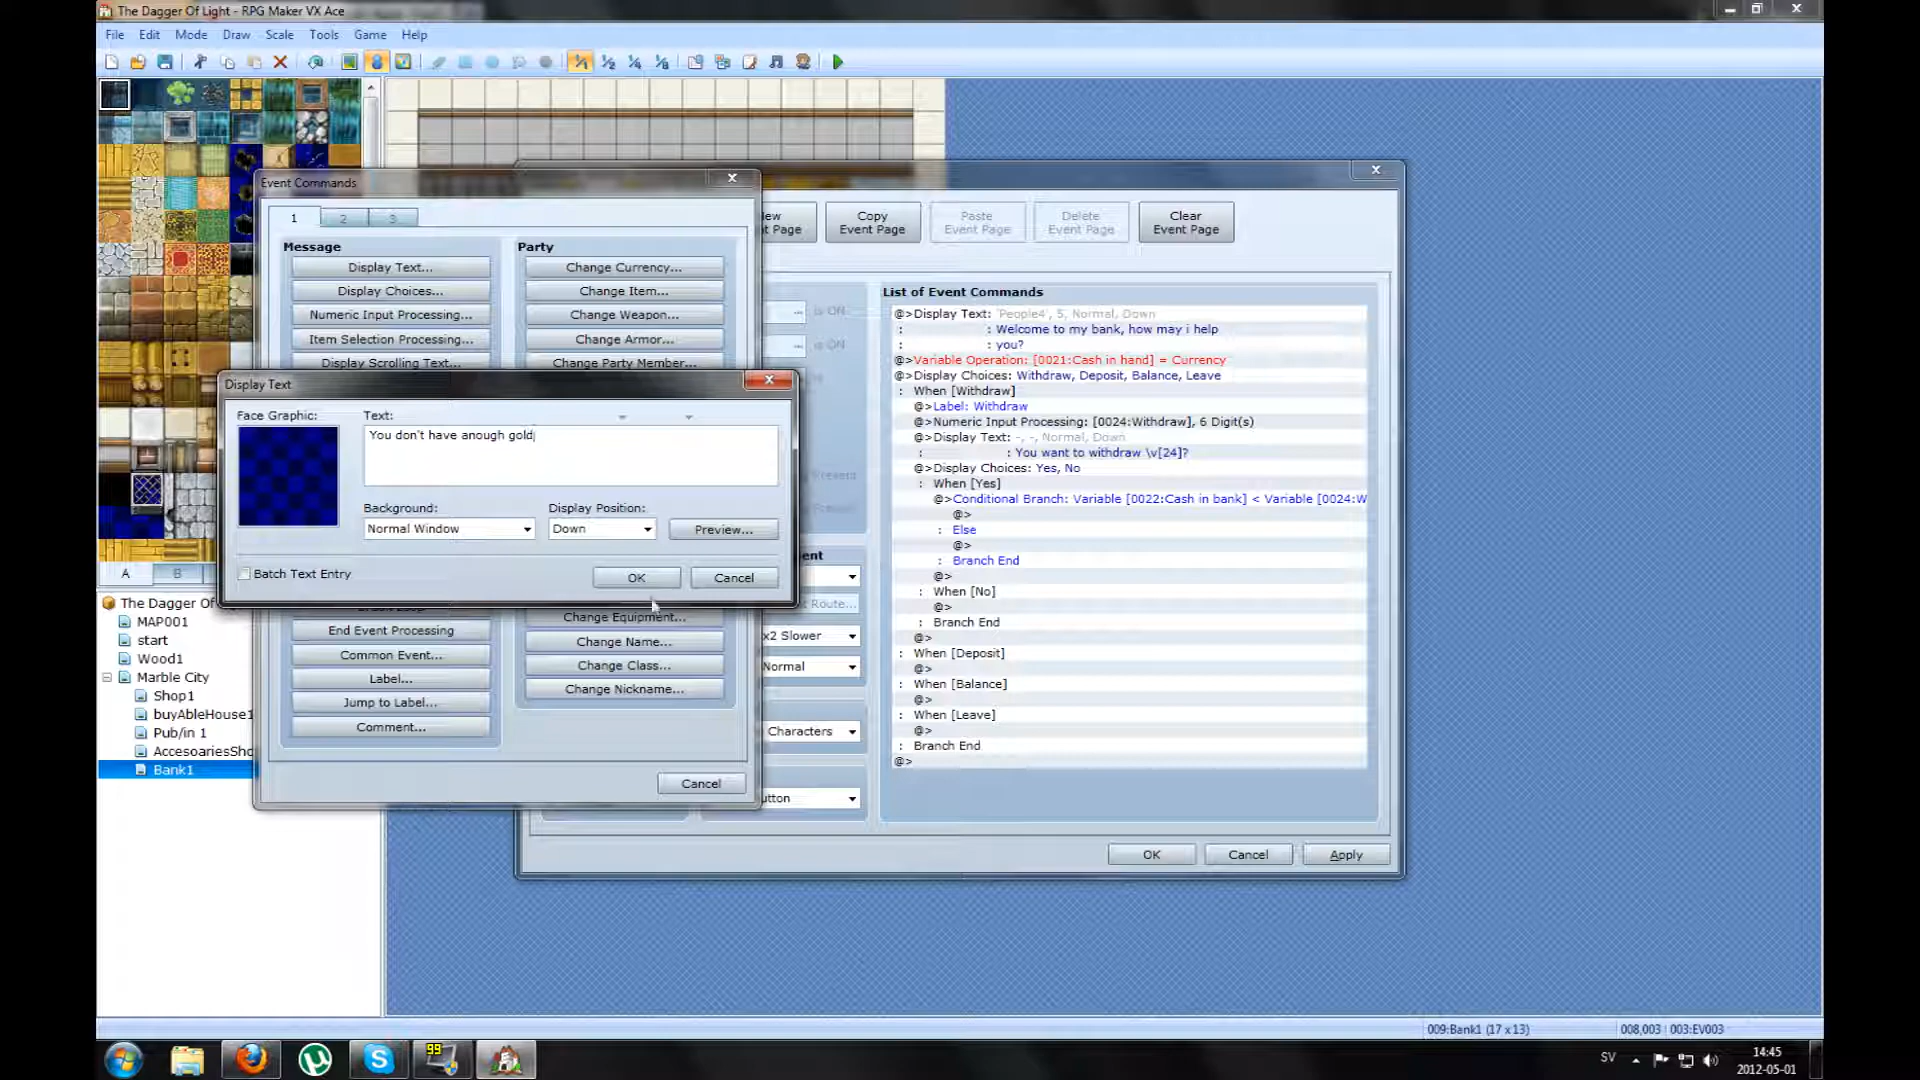 The Dagger Of Light - RPG Maker VX Ace
File Edit Mode Draw Scale Tools Game Help
Event Commands
1 2 3
Message
Display Text...
Display Choices...
Numeric Input Processing...
Item Selection Processing...
Display Scrolling Text...
Party
Change Currency...
Change Item...
Change Weapon...
Change Armor...
Change Party Member...
Display Text
Face Graphic:
Text:
You don't have anough gold
Background:
Normal Window
Display Position:
Down
Preview...
Batch Text Entry
OK
Cancel
End Event Processing
Common Event...
Label...
Jump to Label...
Comment...
Change Equipment...
Change Name...
Change Class...
Change Nickname...
Cancel
Copy
Event Page
Paste
Event Page
Delete
Event Page
Clear
Event Page
is ON
is ON
x2 Slower
Normal
Characters
List of Event Commands
@>Display Text: 'People4', 5, Normal, Down
: : Welcome to my bank, how may i help
: : you?
@>Variable Operation: [0021:Cash in hand] = Currency
@>Display Choices: Withdraw, Deposit, Balance, Leave
: When [Withdraw]
@>Label: Withdraw
@>Numeric Input Processing: [0024:Withdraw], 6 Digit(s)
@>Display Text: -, -, Normal, Down
: : You want to withdraw \v[24]?
@>Display Choices: Yes, No
: When [Yes]
@>Conditional Branch: Variable [0022:Cash in bank] < Variable [0024:W
@>
: Else
@>
: Branch End
@>
: When [No]
@>
: Branch End
@>
: When [Deposit]
@>
: When [Balance]
@>
: When [Leave]
@>
: Branch End
@>
OK
Cancel
Apply
A B
The Dagger Of
MAP001
start
Wood1
Marble City
Shop1
buyAbleHouse1
Pub/in 1
AccesoariesSho
Bank1
009:Bank1 (17 x 13)
008,003
003:EV003
99
SV
14:45
2012-05-01